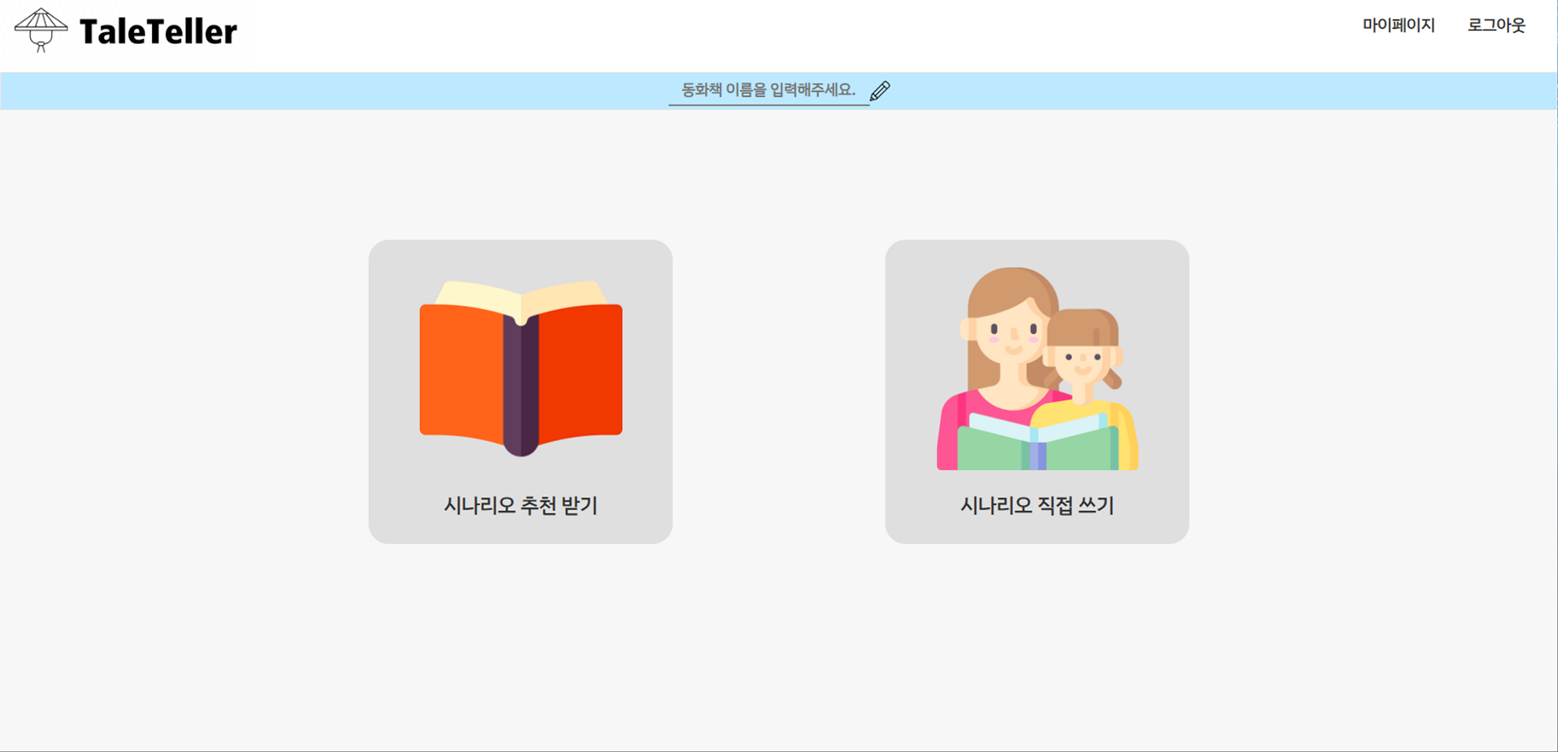 TaleTeller
마이페이지
로그아웃
동화책 이름을 입력해주세요.
시나리오 추천 받기
시나리오 직접 쓰기